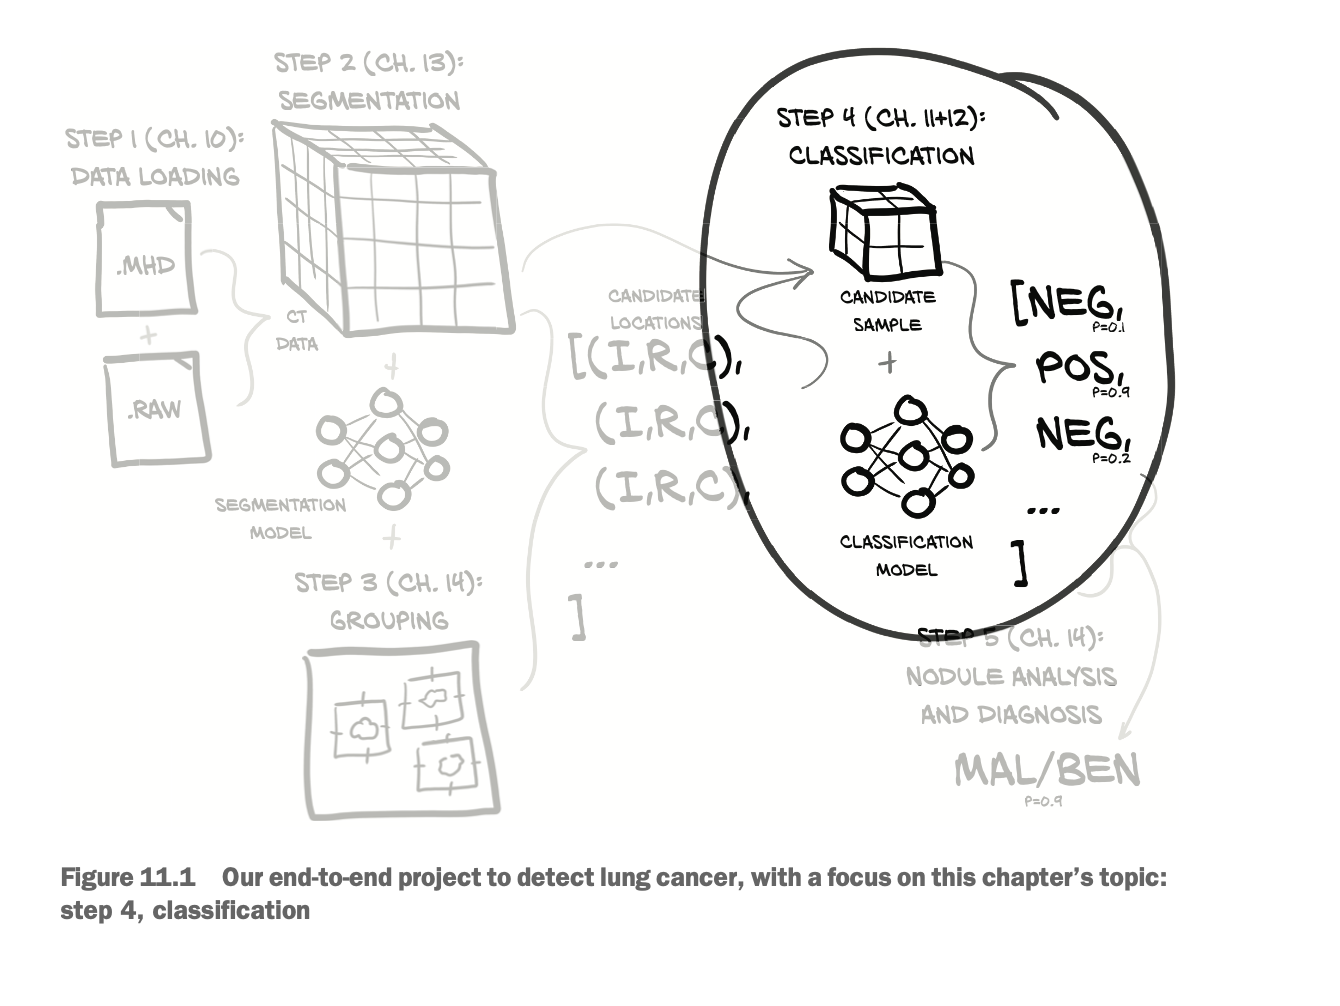 STEP 1 (CH. 10):
DATA LOADING
.MHD
+
.RAW
STEP 2 (CH. 13):
SEGMENTATION
CT
DATA
+
SEGMENTATION
MODEL
+
STEP 3 (CH. 14):
GROUPING
CANDIDATE
LOCATIONS
[(I,R,C),
(I,R,C),
(I,R,C),
...
]
STEP 4 (CH. 11+12):
CLASSIFICATION
CANDIDATE
SAMPLE
+
CLASSIFICATION
MODEL
[NEG,
P=0.1
POS,
P=0.9
NEG,
P=0.2
...
]
STEP 5 (CH. 14):
NODULE ANALYSIS
AND DIAGNOSIS
MAL/BEN
P=0.9
Figure 11.1 Our end-to-end project to detect lung cancer, with a focus on this chapter's topic:
step 4, classification